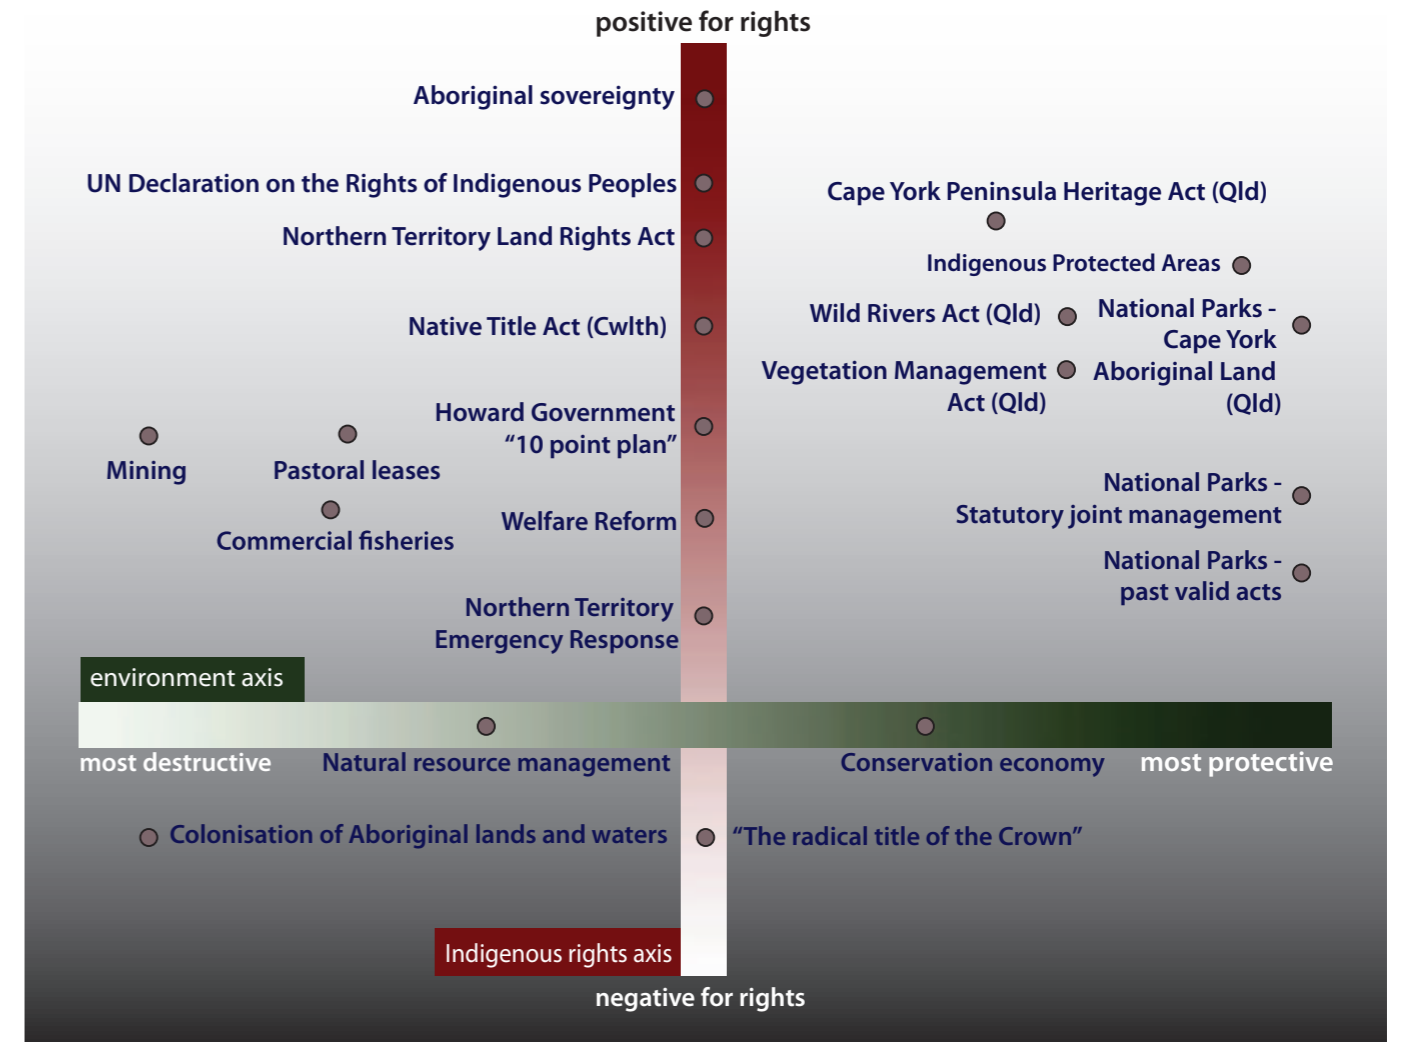 positive for rights
Aboriginal sovereignty
UN Declaration on the Rights of Indigenous Peoples
Cape York Peninsula Heritage Act (Qld)
Northern Territory Land Rights Act
Indigenous Protected Areas
Native Title Act (Cwlth)
Wild Rivers Act (Qld)
National Parks -
Cape York
Aboriginal Land
(Qld)
Vegetation Management
Act (Qld)
Howard Government
“10 point plan”
Mining
Pastoral leases
Commercial fisheries
Welfare Reform
National Parks -
Statutory joint management
National Parks -
past valid acts
Northern Territory
Emergency Response
environment axis
most destructive
Natural resource management
Conservation economy
most protective
Colonisation of Aboriginal lands and waters
“The radical title of the Crown”
Indigenous rights axis
negative for rights